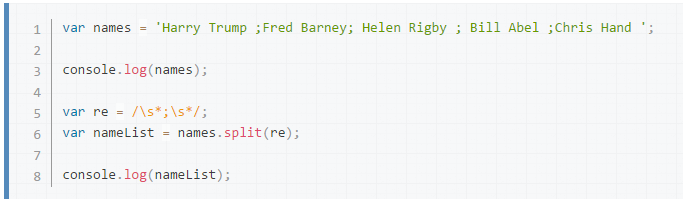 1 var names = 'Harry Trump ;Fred Barney; Helen Rigby ; Bill Abel ;Chris Hand ';
2
3 console.log(names);
4
5 var re = /\s*;\s*/;
6 var nameList = names.split(re);
7
8 console.log(nameList);